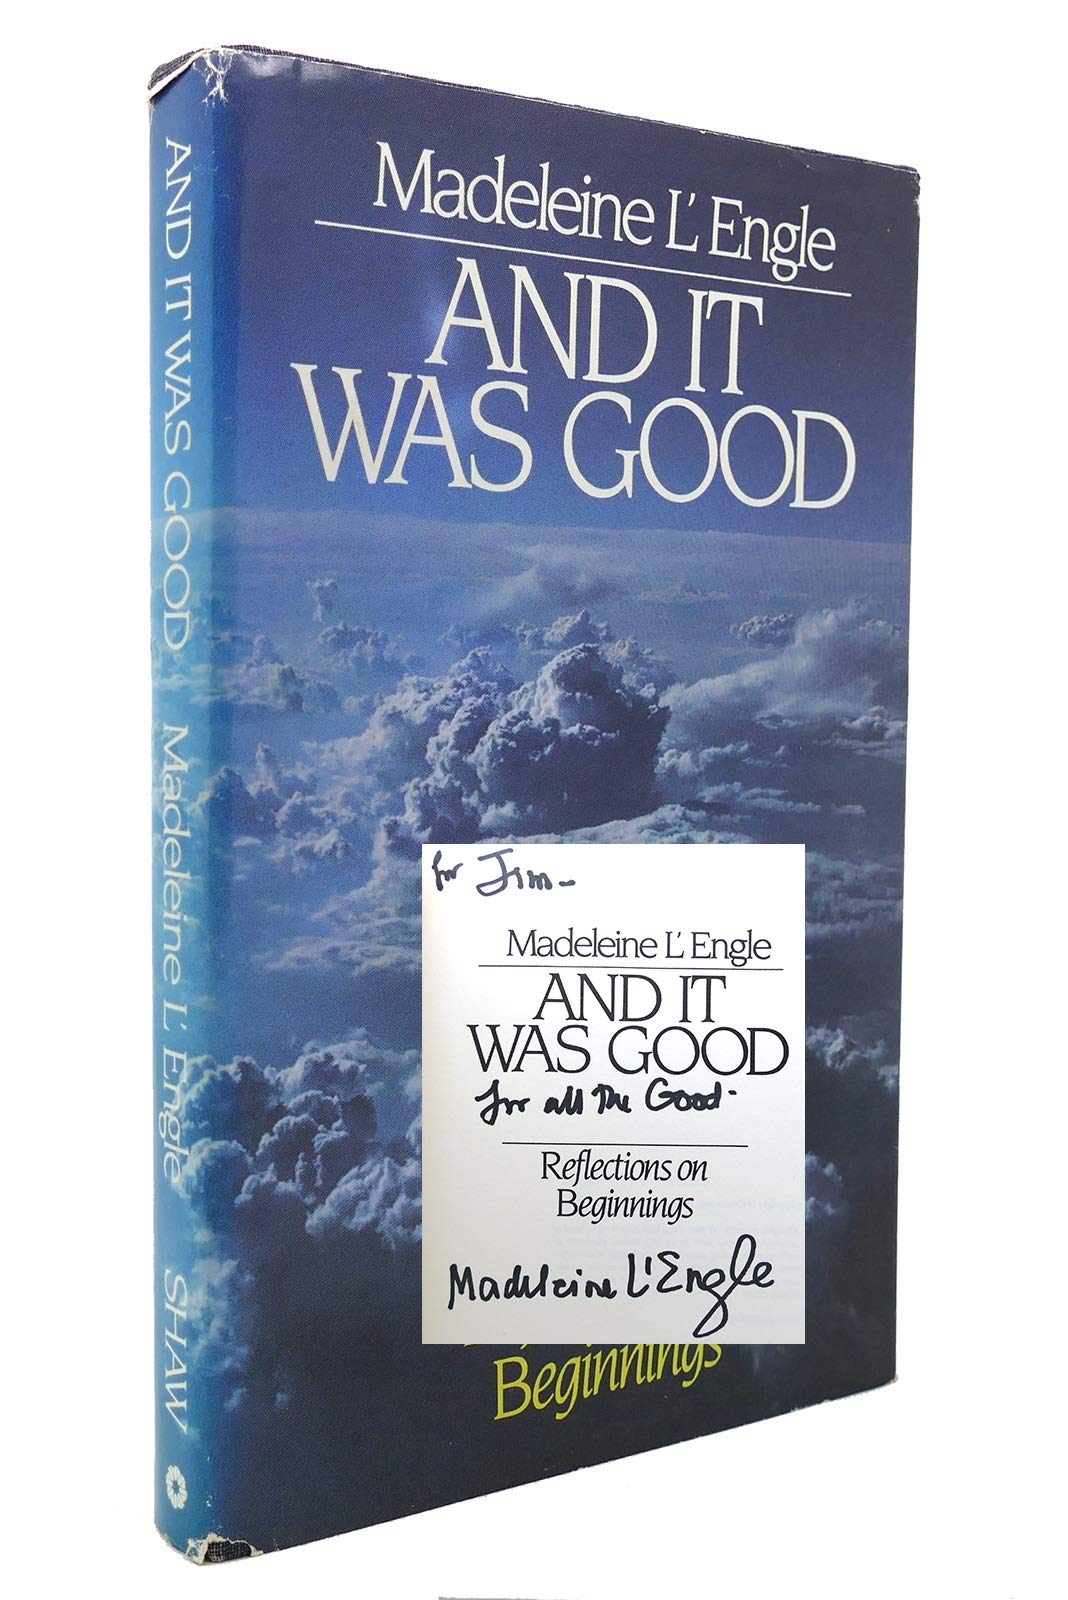 AND IT WAS GOOD Madeleine L'Engle SHAW
Madeleine L'Engle
AND IT
WAS GOOD
for Jim-
Madeleine L'Engle
AND IT
WAS GOOD
for all the Good-
Reflections on
Beginnings
Madeleine L'Engle
Beginnings